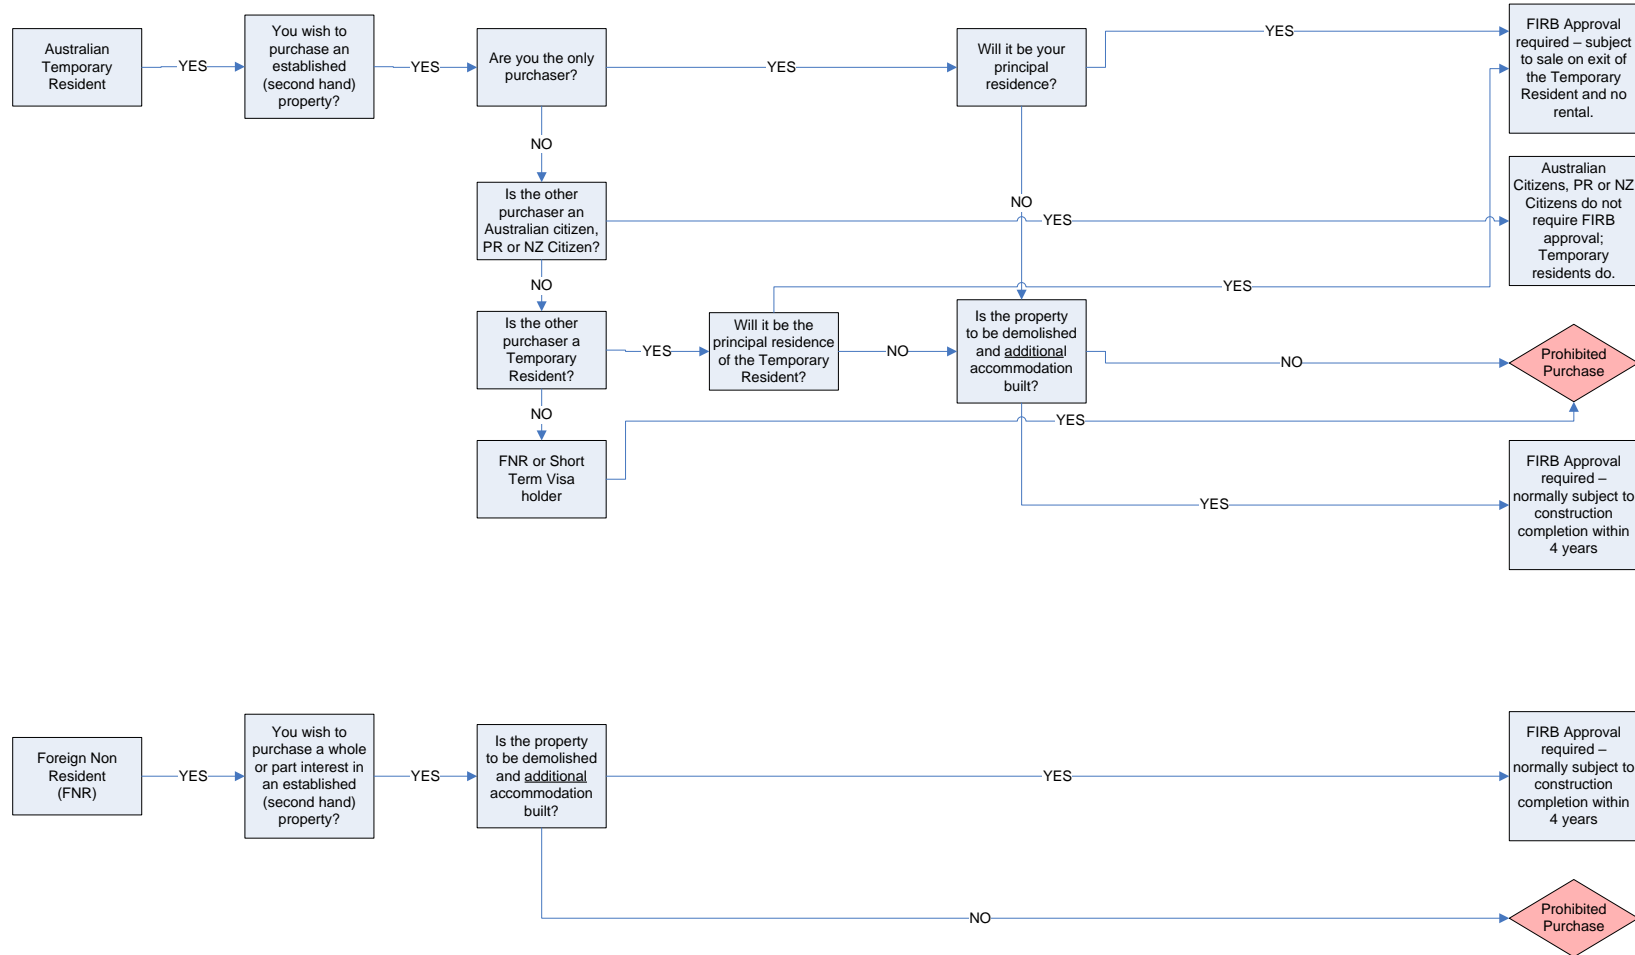 Australian
Temporary
Resident
YES
You wish to
purchase an
established
(second hand)
property?
YES
Are you the only
purchaser?
YES
Will it be your
principal
residence?
YES
FIRB Approval
required – subject
to sale on exit of
the Temporary
Resident and no
rental.
NO
NO
Is the other
purchaser an
Australian citizen,
PR or NZ Citizen?
YES
Australian
Citizens, PR or NZ
Citizens do not
require FIRB
approval;
Temporary
residents do.
NO
YES
Is the other
purchaser a
Temporary
Resident?
YES
Will it be the
principal residence
of the Temporary
Resident?
NO
Is the property
to be demolished
and additional
accommodation
built?
NO
Prohibited
Purchase
NO
YES
FNR or Short
Term Visa
holder
YES
FIRB Approval
required –
normally subject to
construction
completion within
4 years
Foreign Non
Resident
(FNR)
YES
You wish to
purchase a whole
or part interest in
an established
(second hand)
property?
YES
Is the property
to be demolished
and additional
accommodation
built?
YES
FIRB Approval
required –
normally subject to
construction
completion within
4 years
NO
Prohibited
Purchase